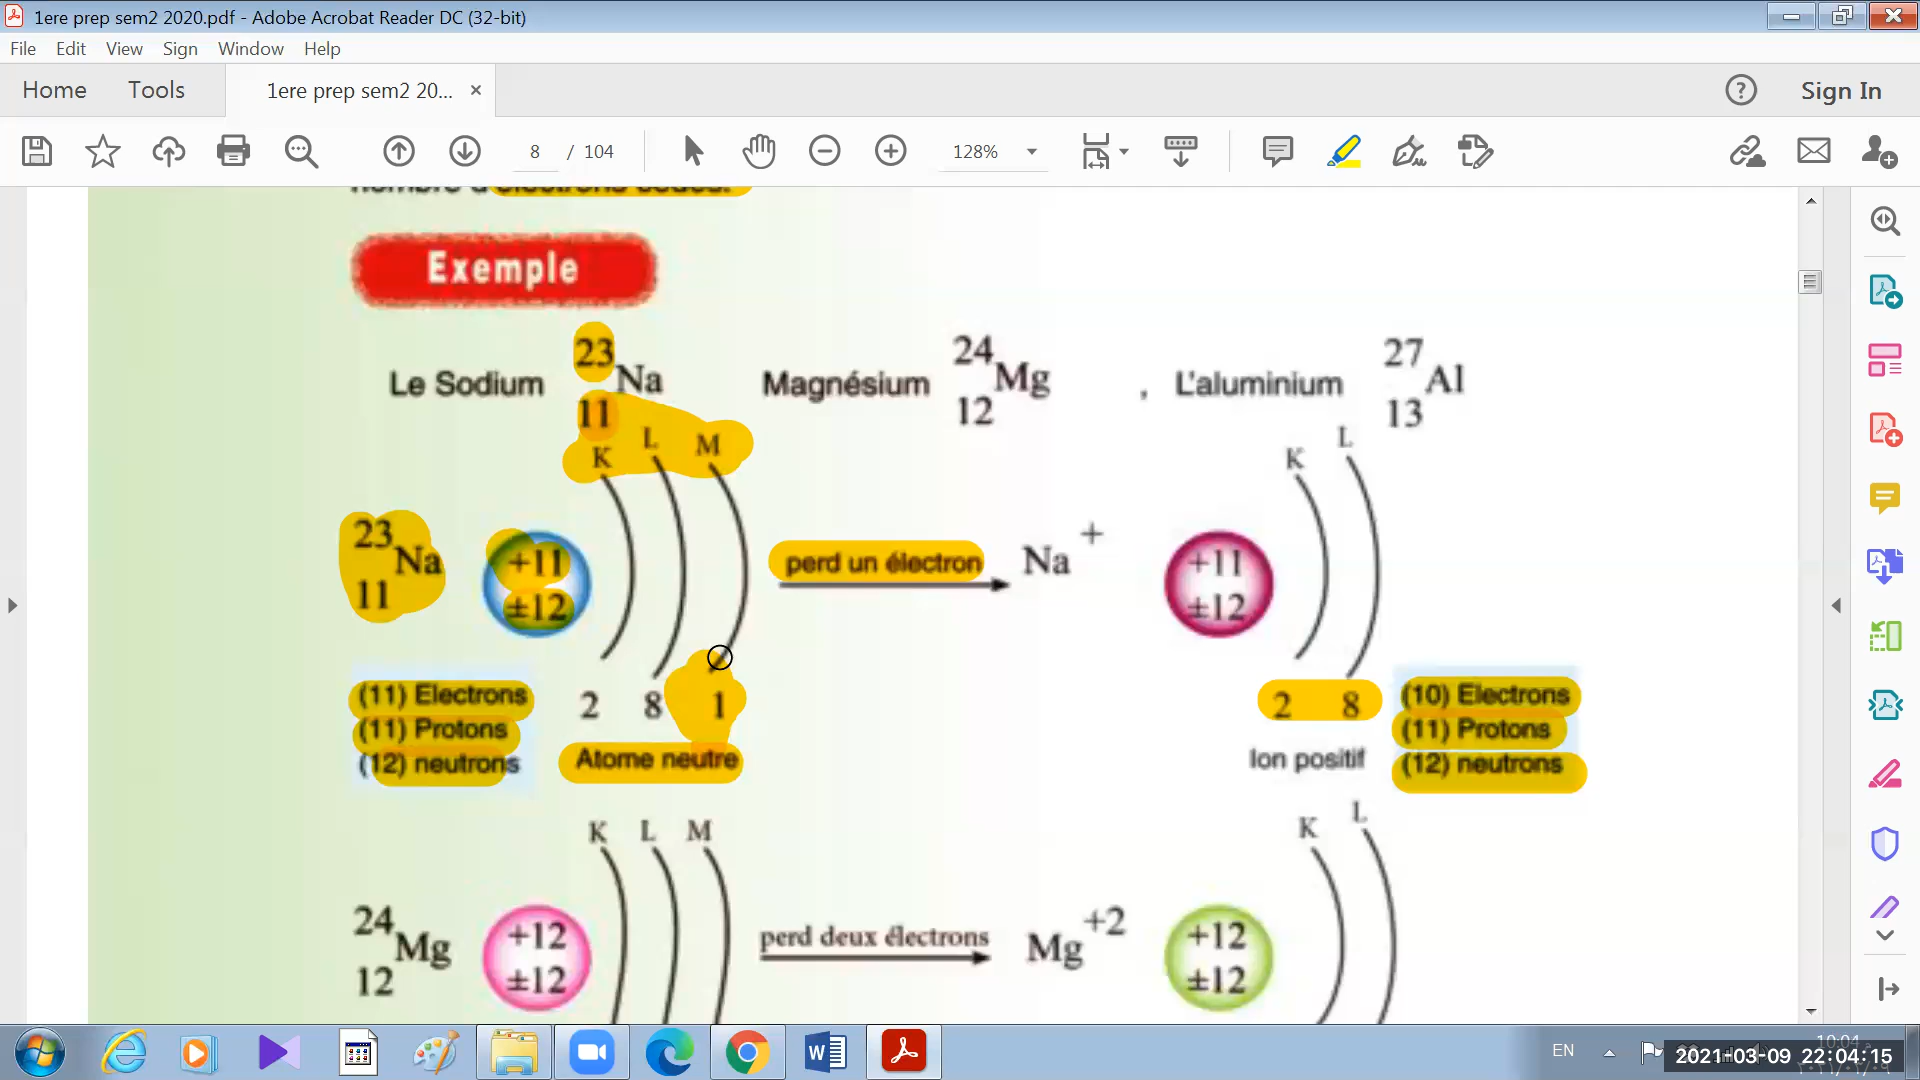 1ere prep sem2 2020.pdf - Adobe Acrobat Reader DC (32-bit)
File Edit View Sign Window Help
Home Tools 1ere prep sem2 20... × Sign In
8 / 104 128%
nombre d'électrons cédés.
Exemple
Le Sodium 23 11 Na Magnésium 24 12 Mg , L'aluminium 27 13 Al
K L M K L
23 11 Na +11 ±12 perd un électron Na + +11 ±12
2 8 1 2 8
(11) Electrons
(11) Protons
(12) neutrons
Atome neutre
Ion positif
(10) Electrons
(11) Protons
(12) neutrons
K L M K L
24 12 Mg +12 ±12 perd deux électrons Mg +2 +12 ±12
EN
2021-03-09 22:04:15